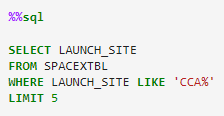 %%sql
SELECT LAUNCH_SITE
FROM SPACEXTBL
WHERE LAUNCH_SITE LIKE 'CCA%'
LIMIT 5